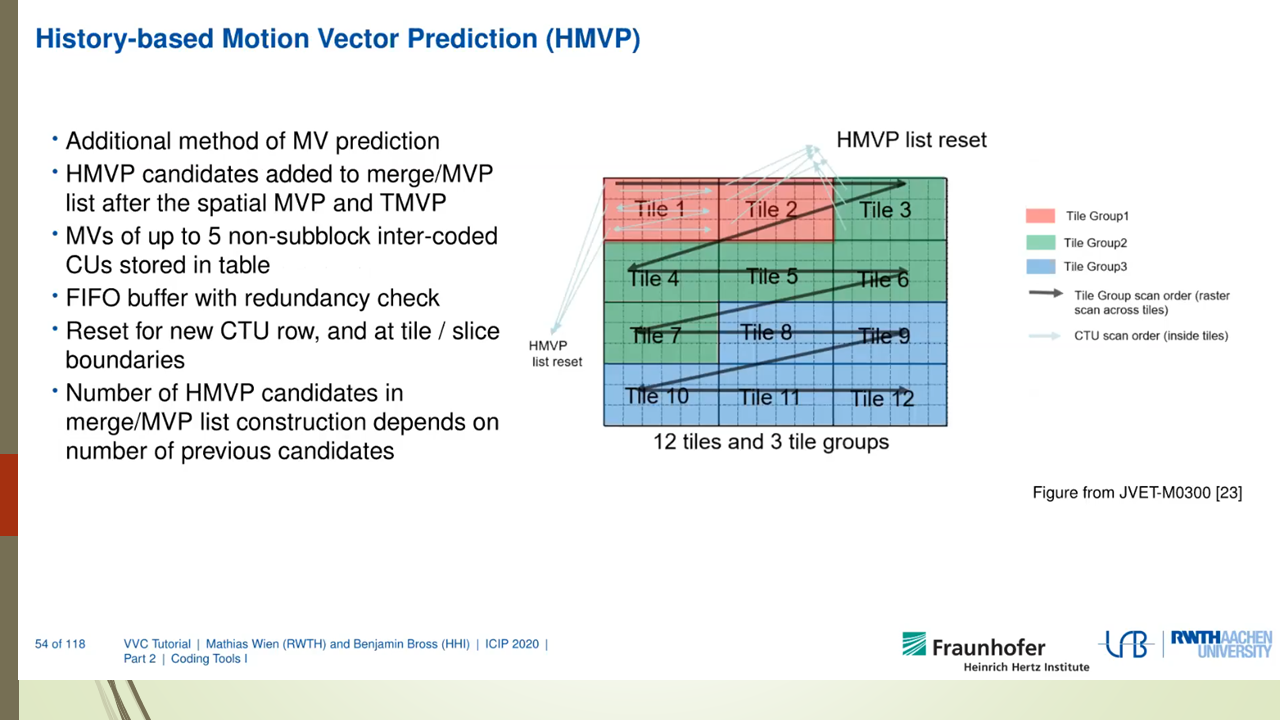 History-based Motion Vector Prediction (HMVP)
• Additional method of MV prediction
• HMVP candidates added to merge/MVP
list after the spatial MVP and TMVP
• MVs of up to 5 non-subblock inter-coded
CUs stored in table
• FIFO buffer with redundancy check
• Reset for new CTU row, and at tile / slice
boundaries
• Number of HMVP candidates in
merge/MVP list construction depends on
number of previous candidates
HMVP list reset
Tile 1 Tile 2 Tile 3
Tile 4 Tile 5 Tile 6
Tile 7 Tile 8 Tile 9
Tile 10 Tile 11 Tile 12
HMVP
list reset
12 tiles and 3 tile groups
Tile Group1
Tile Group2
Tile Group3
Tile Group scan order (raster
scan across tiles)
CTU scan order (inside tiles)
Figure from JVET-M0300 [23]
54 of 118
VVC Tutorial | Mathias Wien (RWTH) and Benjamin Bross (HHI) | ICIP 2020 |
Part 2 | Coding Tools I
Fraunhofer
Heinrich Hertz Institute
RWTHAACHEN
UNIVERSITY